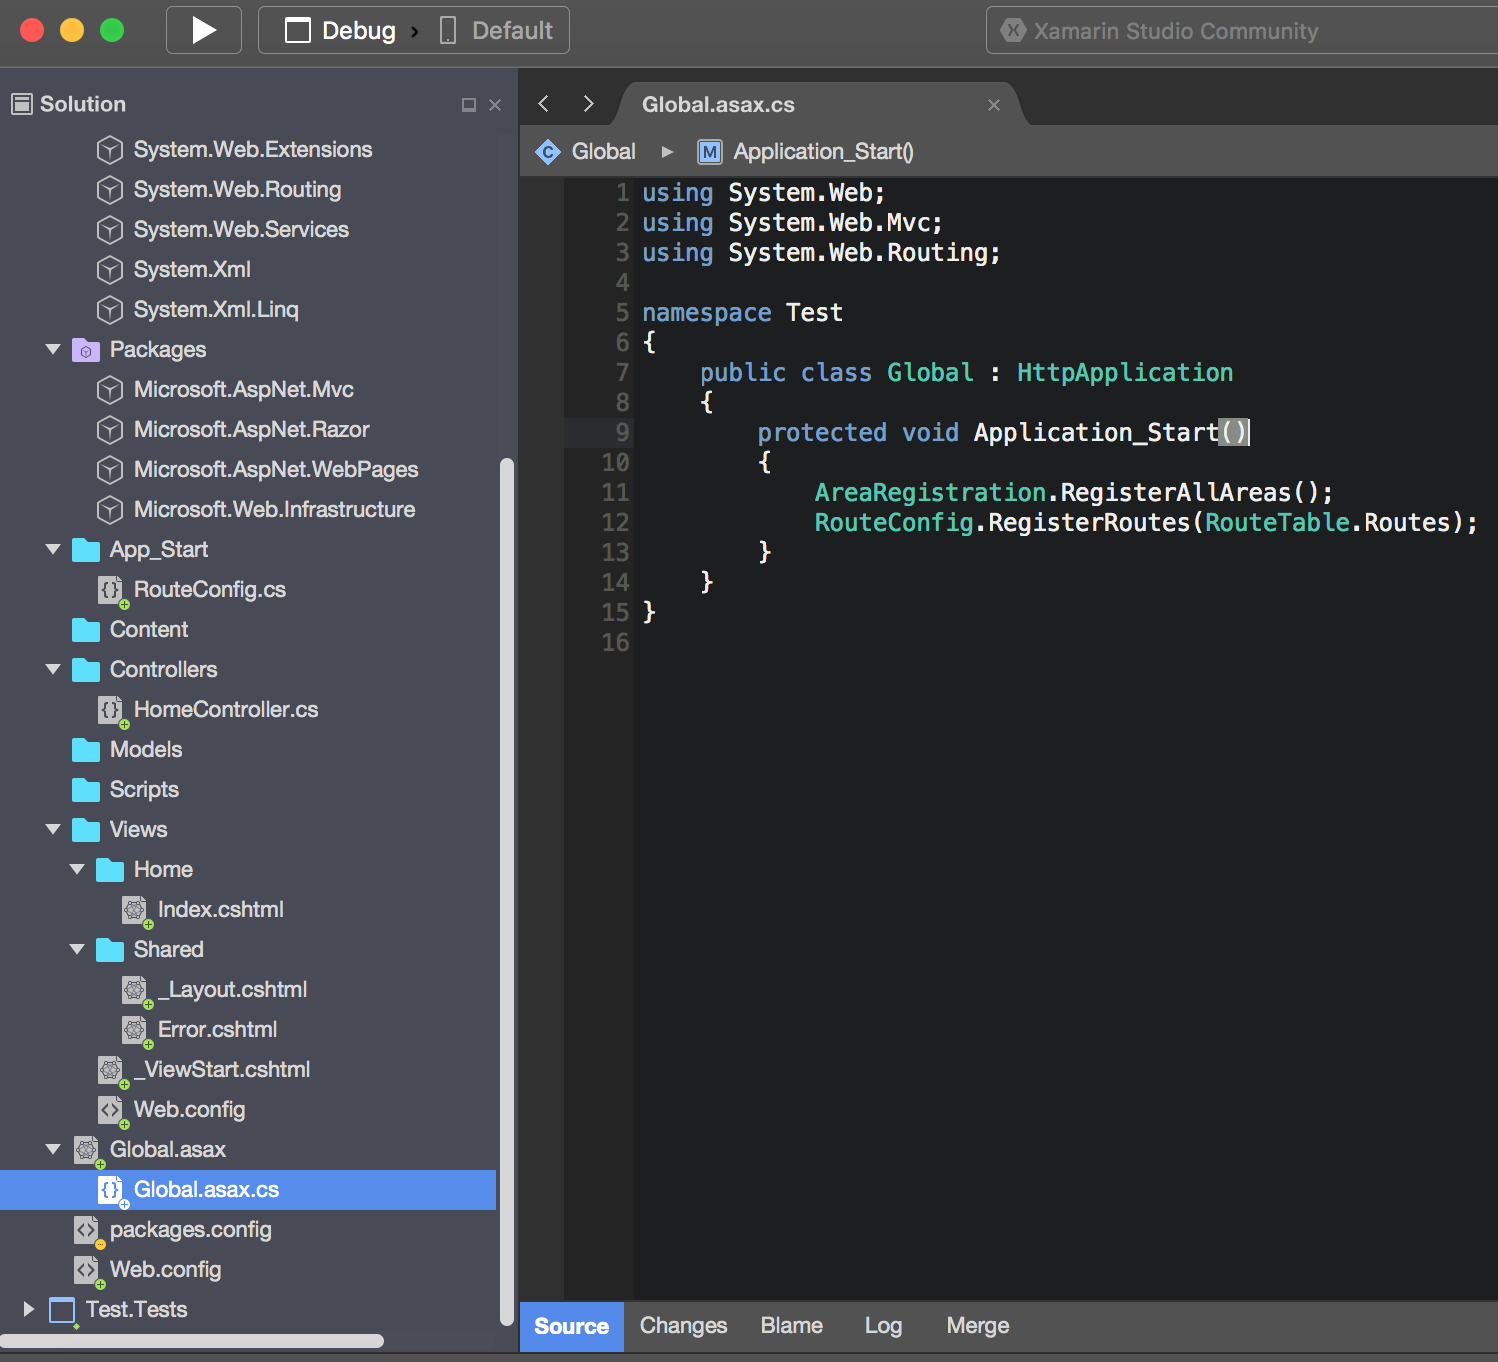 Debug
Default
Xamarin Studio Community
Solution
System.Web.Extensions
System.Web.Routing
System.Web.Services
System.Xml
System.Xml.Linq
Packages
Microsoft.AspNet.Mvc
Microsoft.AspNet.Razor
Microsoft.AspNet.WebPages
Microsoft.Web.Infrastructure
App_Start
RouteConfig.cs
Content
Controllers
HomeController.cs
Models
Scripts
Views
Home
Index.cshtml
Shared
_Layout.cshtml
Error.cshtml
_ViewStart.cshtml
Web.config
Global.asax
Global.asax.cs
packages.config
Web.config
Test.Tests
Global.asax.cs
C Global
M Application_Start()
1 using System.Web;
2 using System.Web.Mvc;
3 using System.Web.Routing;
4
5 namespace Test
6 {
7 public class Global : HttpApplication
8 {
9 protected void Application_Start()
10 {
11 AreaRegistration.RegisterAllAreas();
12 RouteConfig.RegisterRoutes(RouteTable.Routes);
13 }
14 }
15 }
16
Source Changes Blame Log Merge